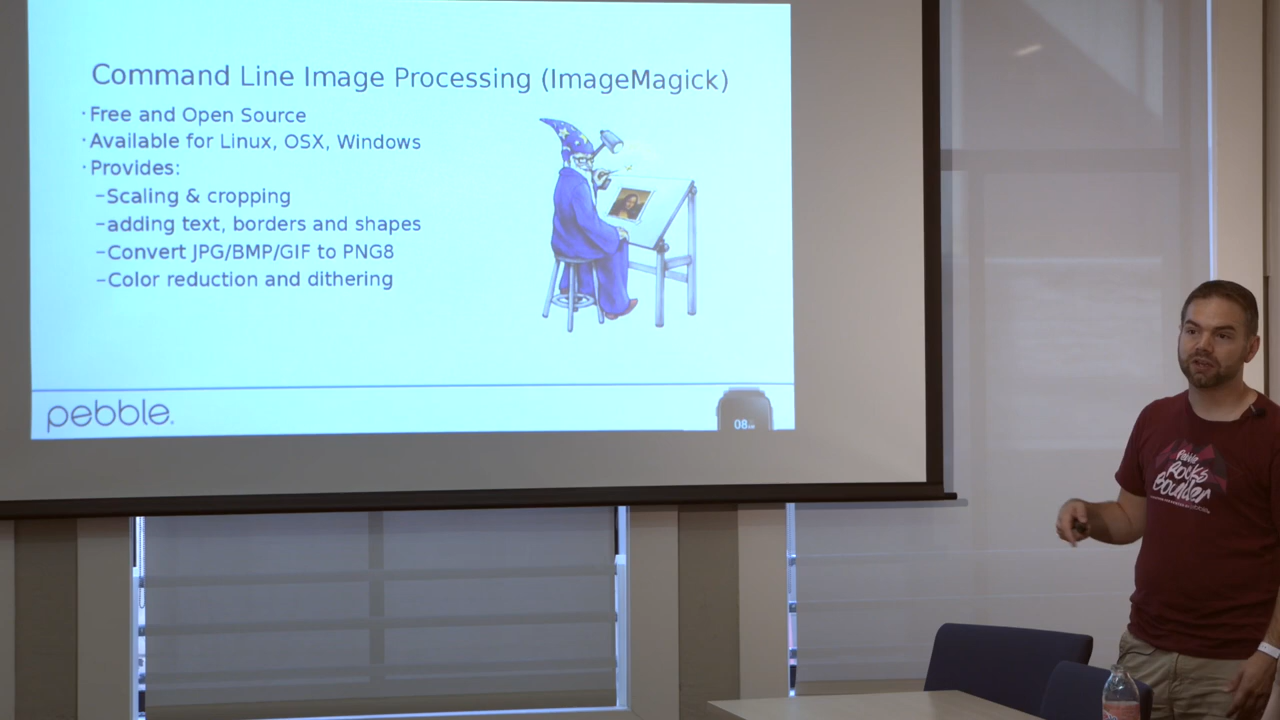 Command Line Image Processing (ImageMagick)
·Free and Open Source
·Available for Linux, OSX, Windows
·Provides:
–Scaling & cropping
–adding text, borders and shapes
–Convert JPG/BMP/GIF to PNG8
–Color reduction and dithering
pebble.
08
Pebble
Rocks
Boulder